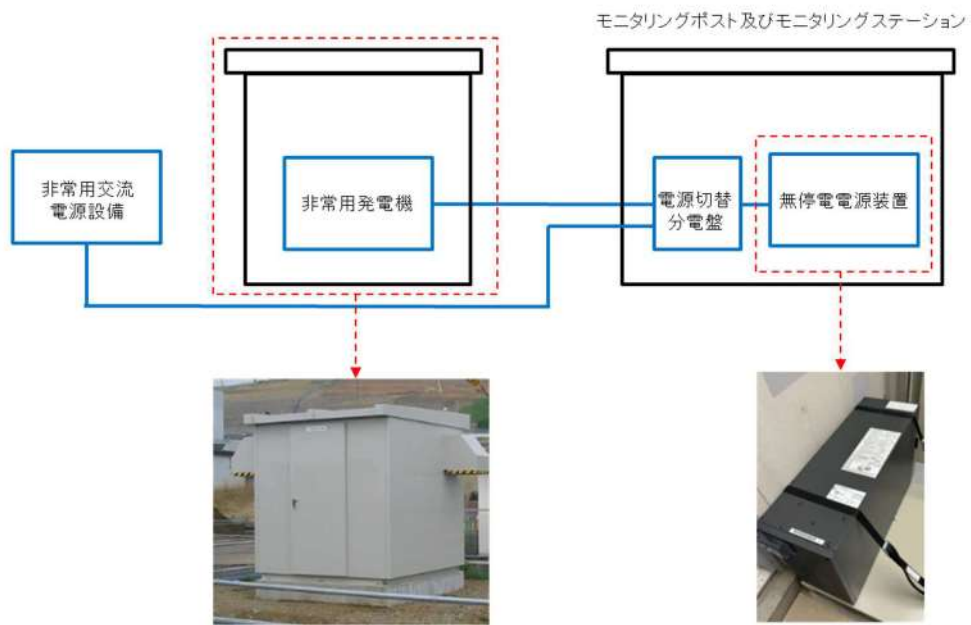 モニタリングポスト及びモニタリングステーション
非常用交流
電源設備
非常用発電機
電源切替
分電盤
無停電電源装置